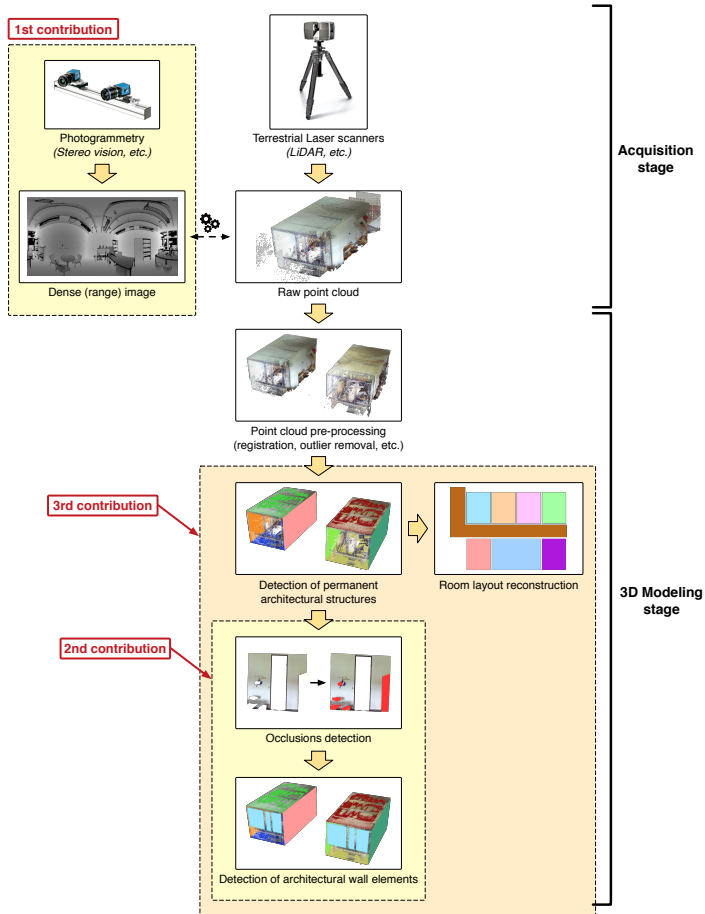 1st contribution
Photogrammetry
(Stereo vision, etc.)
Terrestrial Laser scanners
(LiDAR, etc.)
Acquisition
stage
Dense (range) image
Raw point cloud
Point cloud pre-processing
(registration, outlier removal, etc.)
3rd contribution
Detection of permanent
architectural structures
Room layout reconstruction
3D Modeling
stage
2nd contribution
Occlusions detection
Detection of architectural wall elements